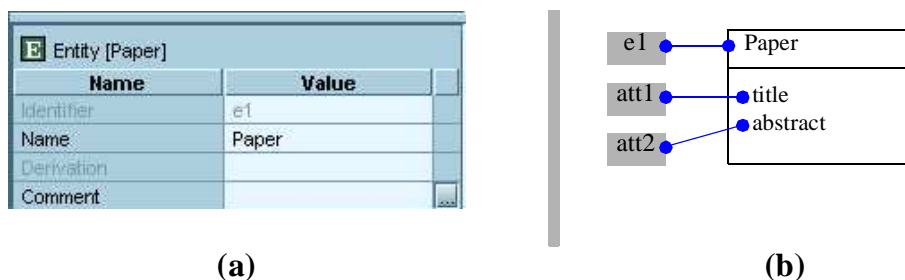 E Entity [Paper]
Name Value
Identifier e1
Name Paper
Derivation
Comment ...
e1 Paper
att1 title
abstract
att2
(a) (b)